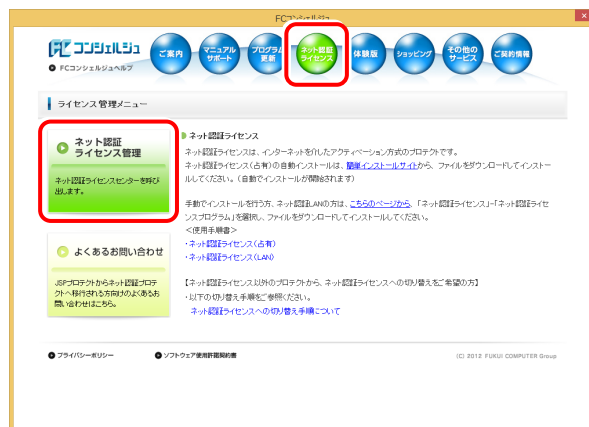 FCコンシェルジュ
FCコンシェルジュ
FCコンシェルジュヘルプ
ご案内
マニュアル
サポート
プログラム
更新
ネット認証
ライセンス
体験版
ショッピング
その他の
サービス
ご契約情報
ライセンス管理メニュー
ネット認証
ライセンス管理
ネット認証ライセンスセンターを呼び
出します。
よくあるお問い合わせ
JSPプロテクトからネット認証プロテ
クトへ移行される方向けのよくあるお
問い合わせはこちら。
ネット認証ライセンス
ネット認証ライセンスは、インターネットを介したアクティベーション方式のプロテクトです。
ネット認証ライセンス(占有)の自動インストールは、簡単インストールサイトから、ファイルをダウンロードしてインストー
ルしてください。(自動でインストールが開始されます)
手動でインストールを行う方、ネット認証LANの方は、こちらのページから、「ネット認証ライセンス」-「ネット認証ライセ
ンスプログラム」を選択し、ファイルをダウンロードしてインストールしてください。
<使用手順書>
・ネット認証ライセンス(占有)
・ネット認証ライセンス(LAN)
【ネット認証ライセンス以外のプロテクトから、ネット認証ライセンスへの切り替えをご希望の方】
・以下の切り替え手順をご参照ください。
ネット認証ライセンスへの切り替え手順について
プライバシーポリシー
ソフトウェア使用許諾契約書
(C) 2012 FUKUI COMPUTER Group